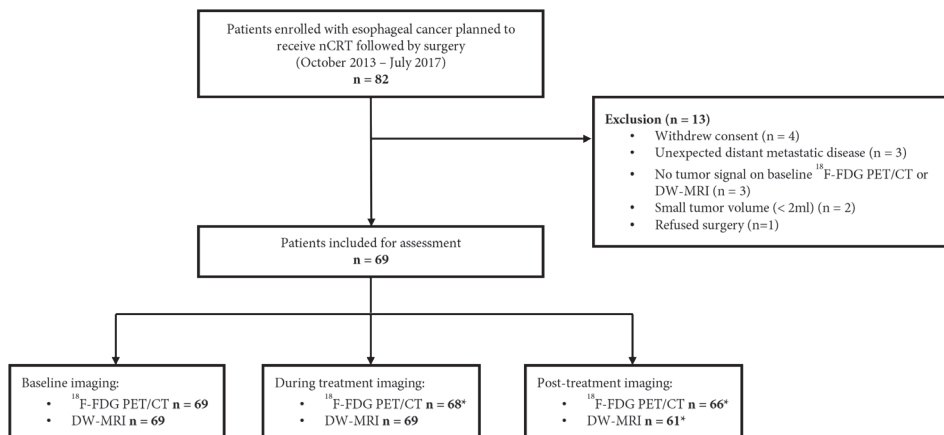 Patients enrolled with esophageal cancer planned to
receive nCRT followed by surgery
(October 2013 – July 2017)
n = 82
Exclusion (n = 13)
• Withdrew consent (n = 4)
• Unexpected distant metastatic disease (n = 3)
• No tumor signal on baseline ¹⁸F-FDG PET/CT or
DW-MRI (n = 3)
• Small tumor volume (< 2ml) (n = 2)
• Refused surgery (n=1)
Patients included for assessment
n = 69
Baseline imaging:
• ¹⁸F-FDG PET/CT n = 69
• DW-MRI n = 69
During treatment imaging:
• ¹⁸F-FDG PET/CT n = 68*
• DW-MRI n = 69
Post-treatment imaging:
• ¹⁸F-FDG PET/CT n = 66*
• DW-MRI n = 61*